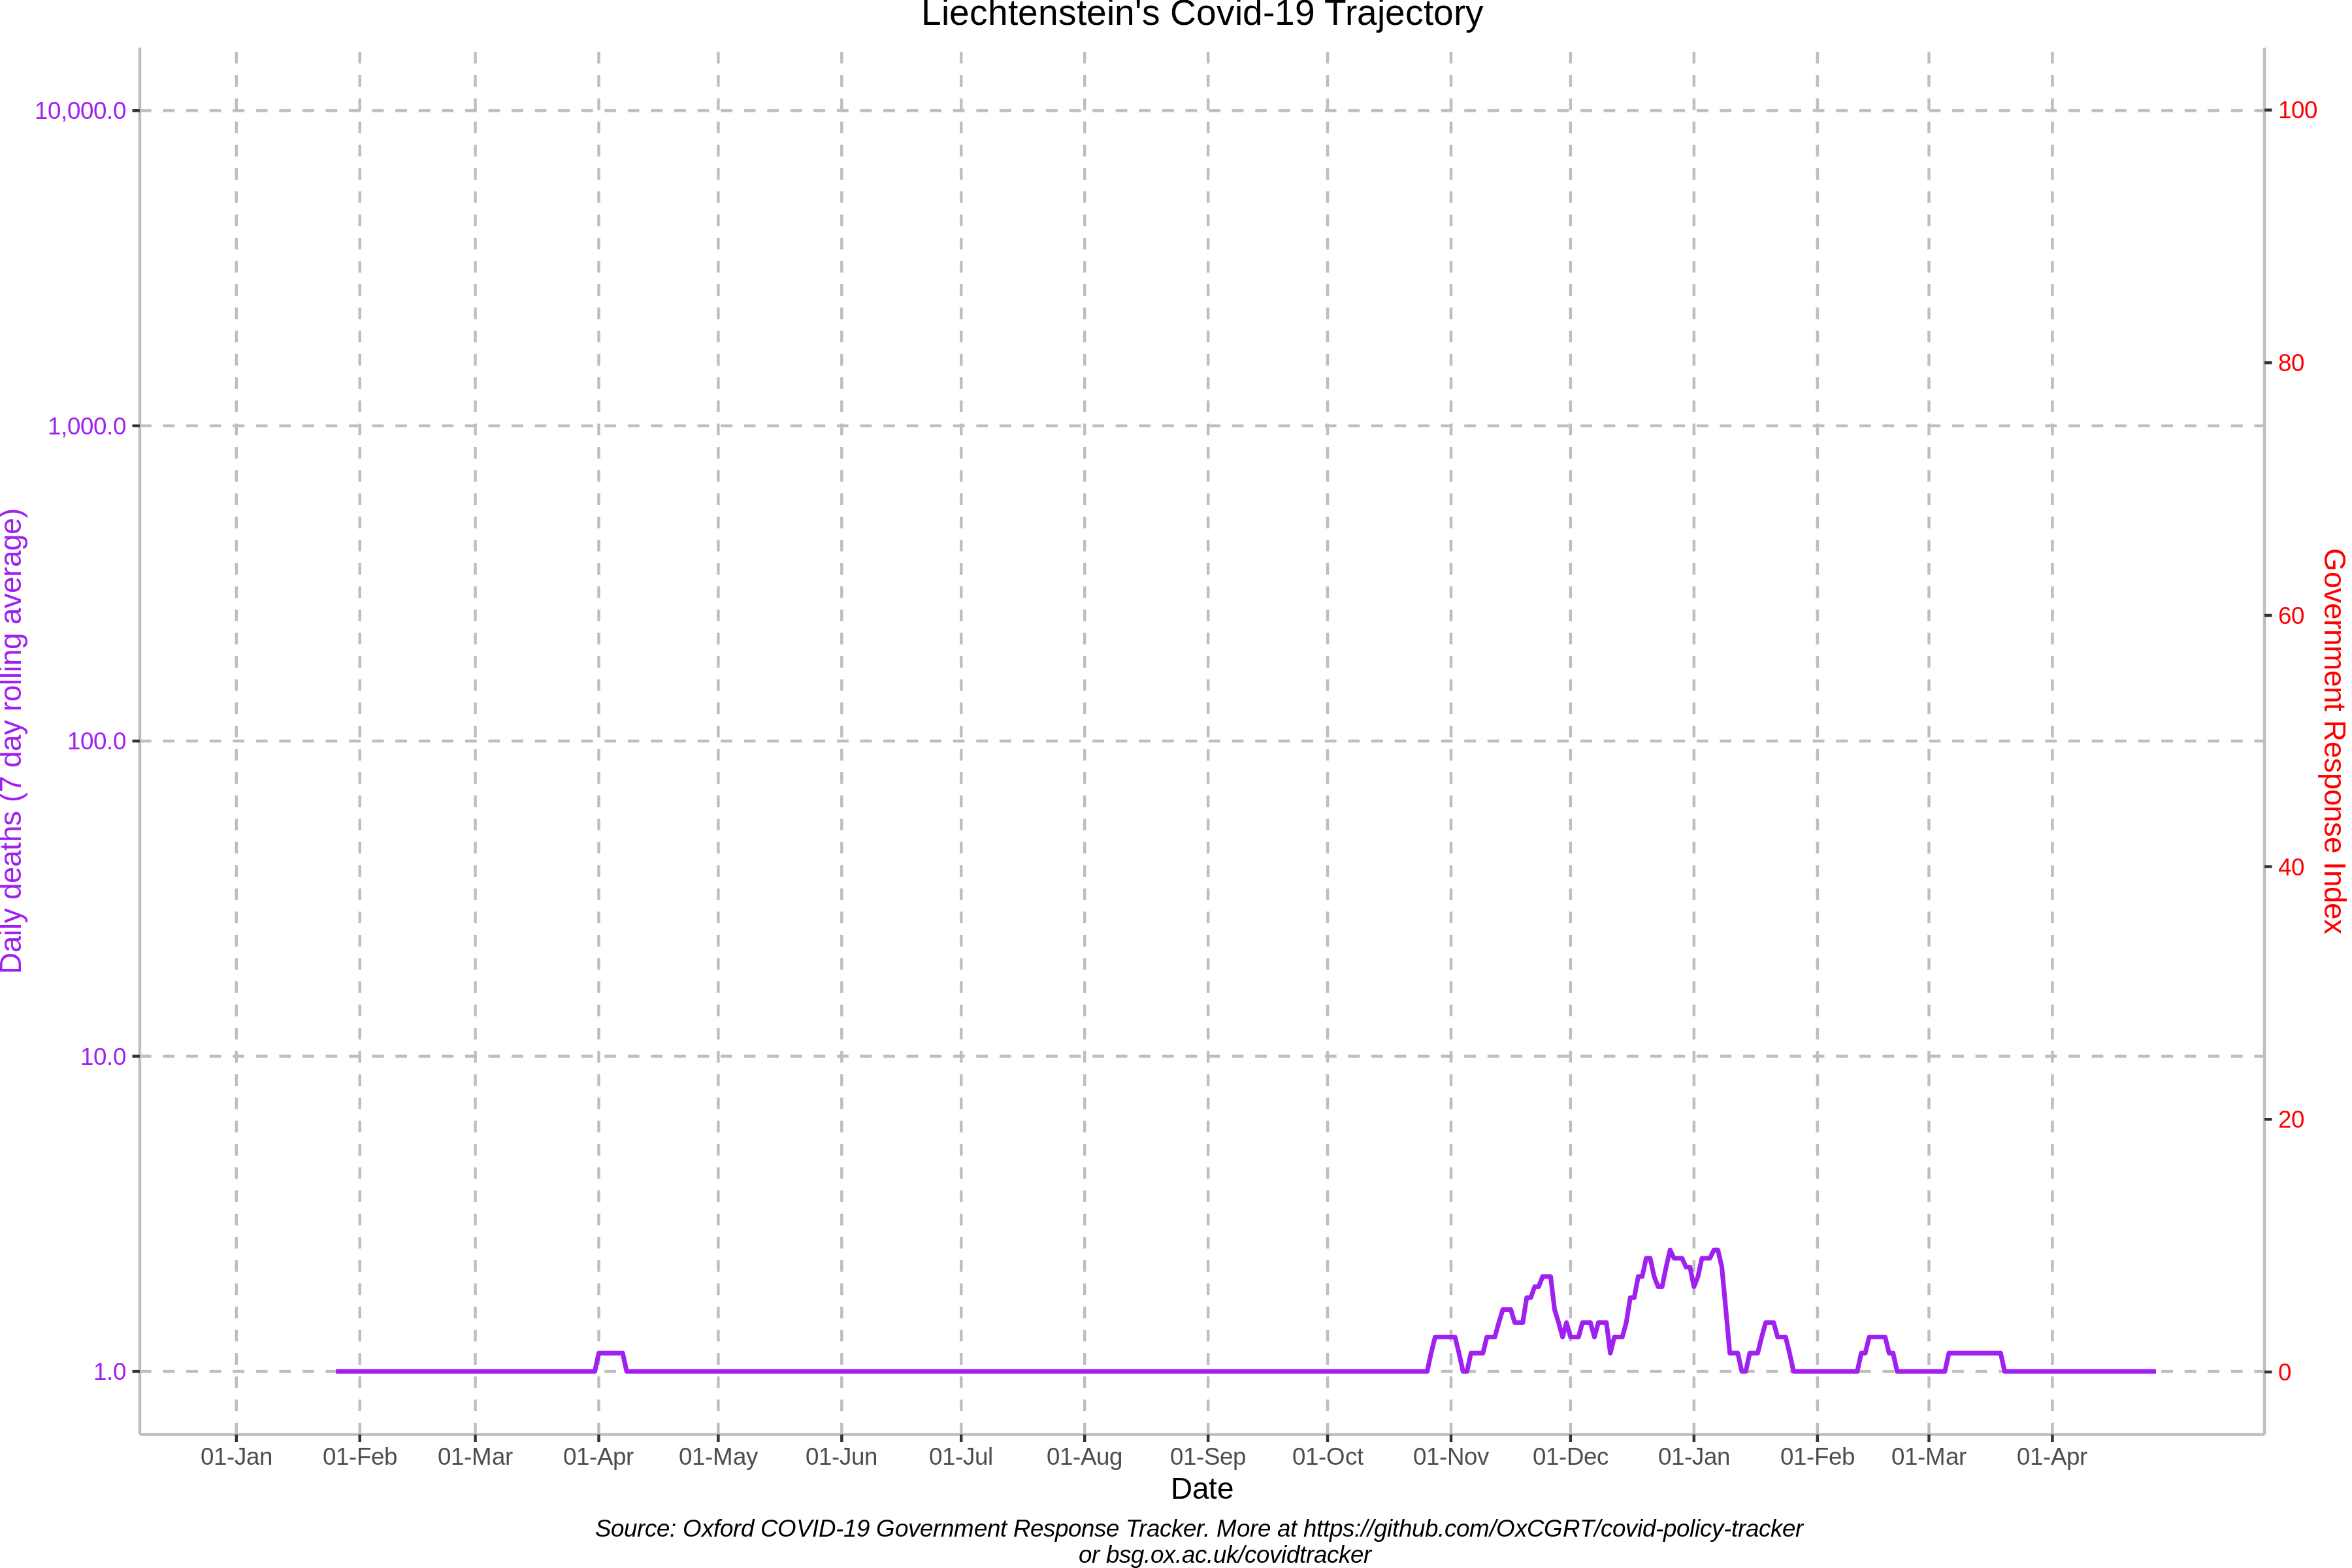 Liechtenstein's Covid-19 Trajectory
10,000.0
1,000.0
100.0
10.0
1.0
Daily deaths (7 day rolling average)
100
80
60
40
20
0
Government Response Index
01-Jan 01-Feb 01-Mar 01-Apr 01-May 01-Jun 01-Jul 01-Aug 01-Sep 01-Oct 01-Nov 01-Dec 01-Jan 01-Feb 01-Mar 01-Apr
Date
Source: Oxford COVID-19 Government Response Tracker. More at https://github.com/OxCGRT/covid-policy-tracker
or bsg.ox.ac.uk/covidtracker